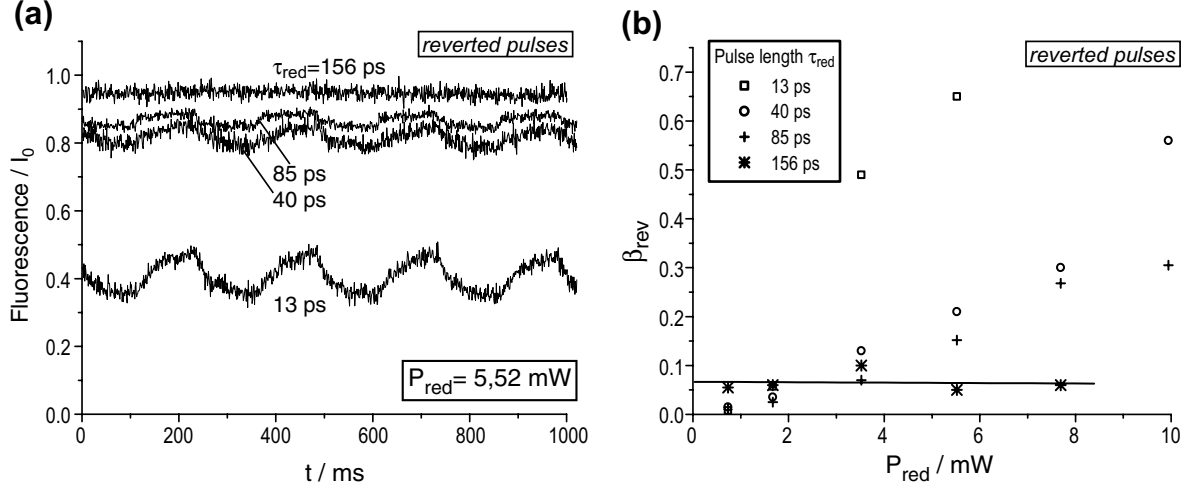 (a)
reverted pulses
τred=156 ps
85 ps
40 ps
13 ps
Pred= 5,52 mW
Fluorescence / I0
1.0
0.8
0.6
0.4
0.2
0.0
0 200 400 600 800 1000
t / ms
(b)
reverted pulses
Pulse length τred
13 ps
40 ps
85 ps
156 ps
βrev
0.7
0.6
0.5
0.4
0.3
0.2
0.1
0.0
0 2 4 6 8 10
Pred / mW